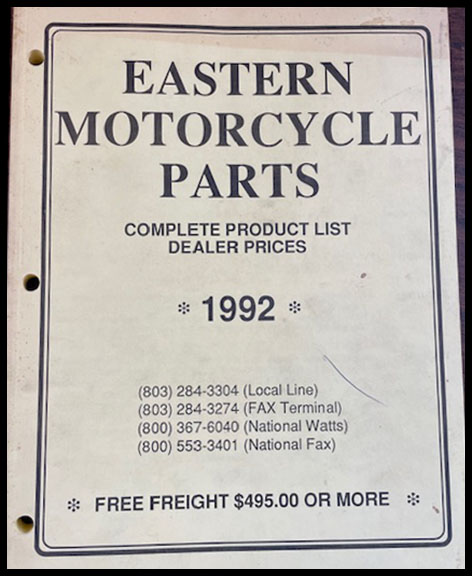 EASTERN
MOTORCYCLE
PARTS
COMPLETE PRODUCT LIST
DEALER PRICES
* 1992 *
(803) 284-3304 (Local Line)
(803) 284-3274 (FAX Terminal)
(800) 367-6040 (National Watts)
(800) 553-3401 (National Fax)
* FREE FREIGHT $495.00 OR MORE *